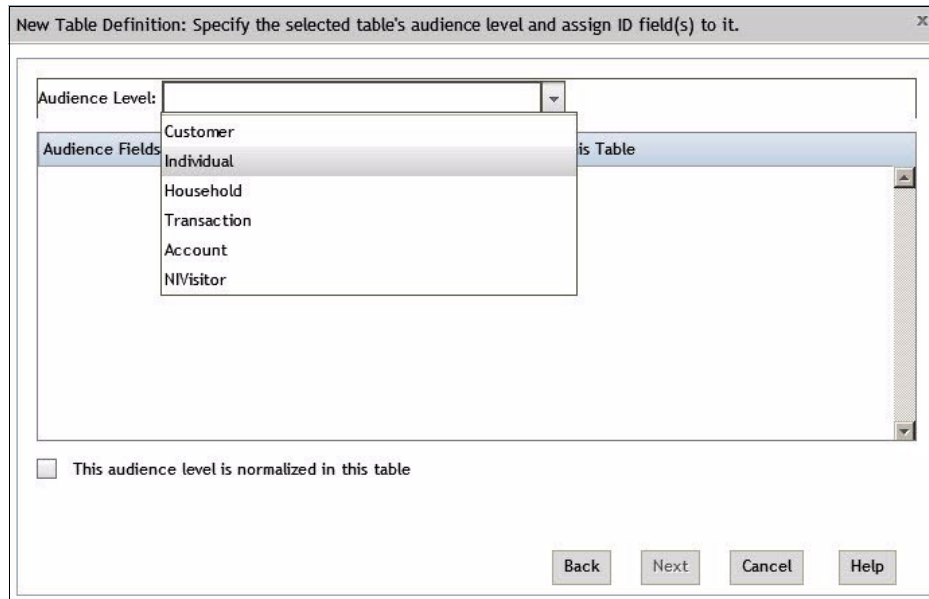 New Table Definition: Specify the selected table's audience level and assign ID field(s) to it.
x
Audience Level:
Customer
Audience Fields
is Table
Individual
Household
Transaction
Account
NIVisitor
This audience level is normalized in this table
Back
Next
Cancel
Help